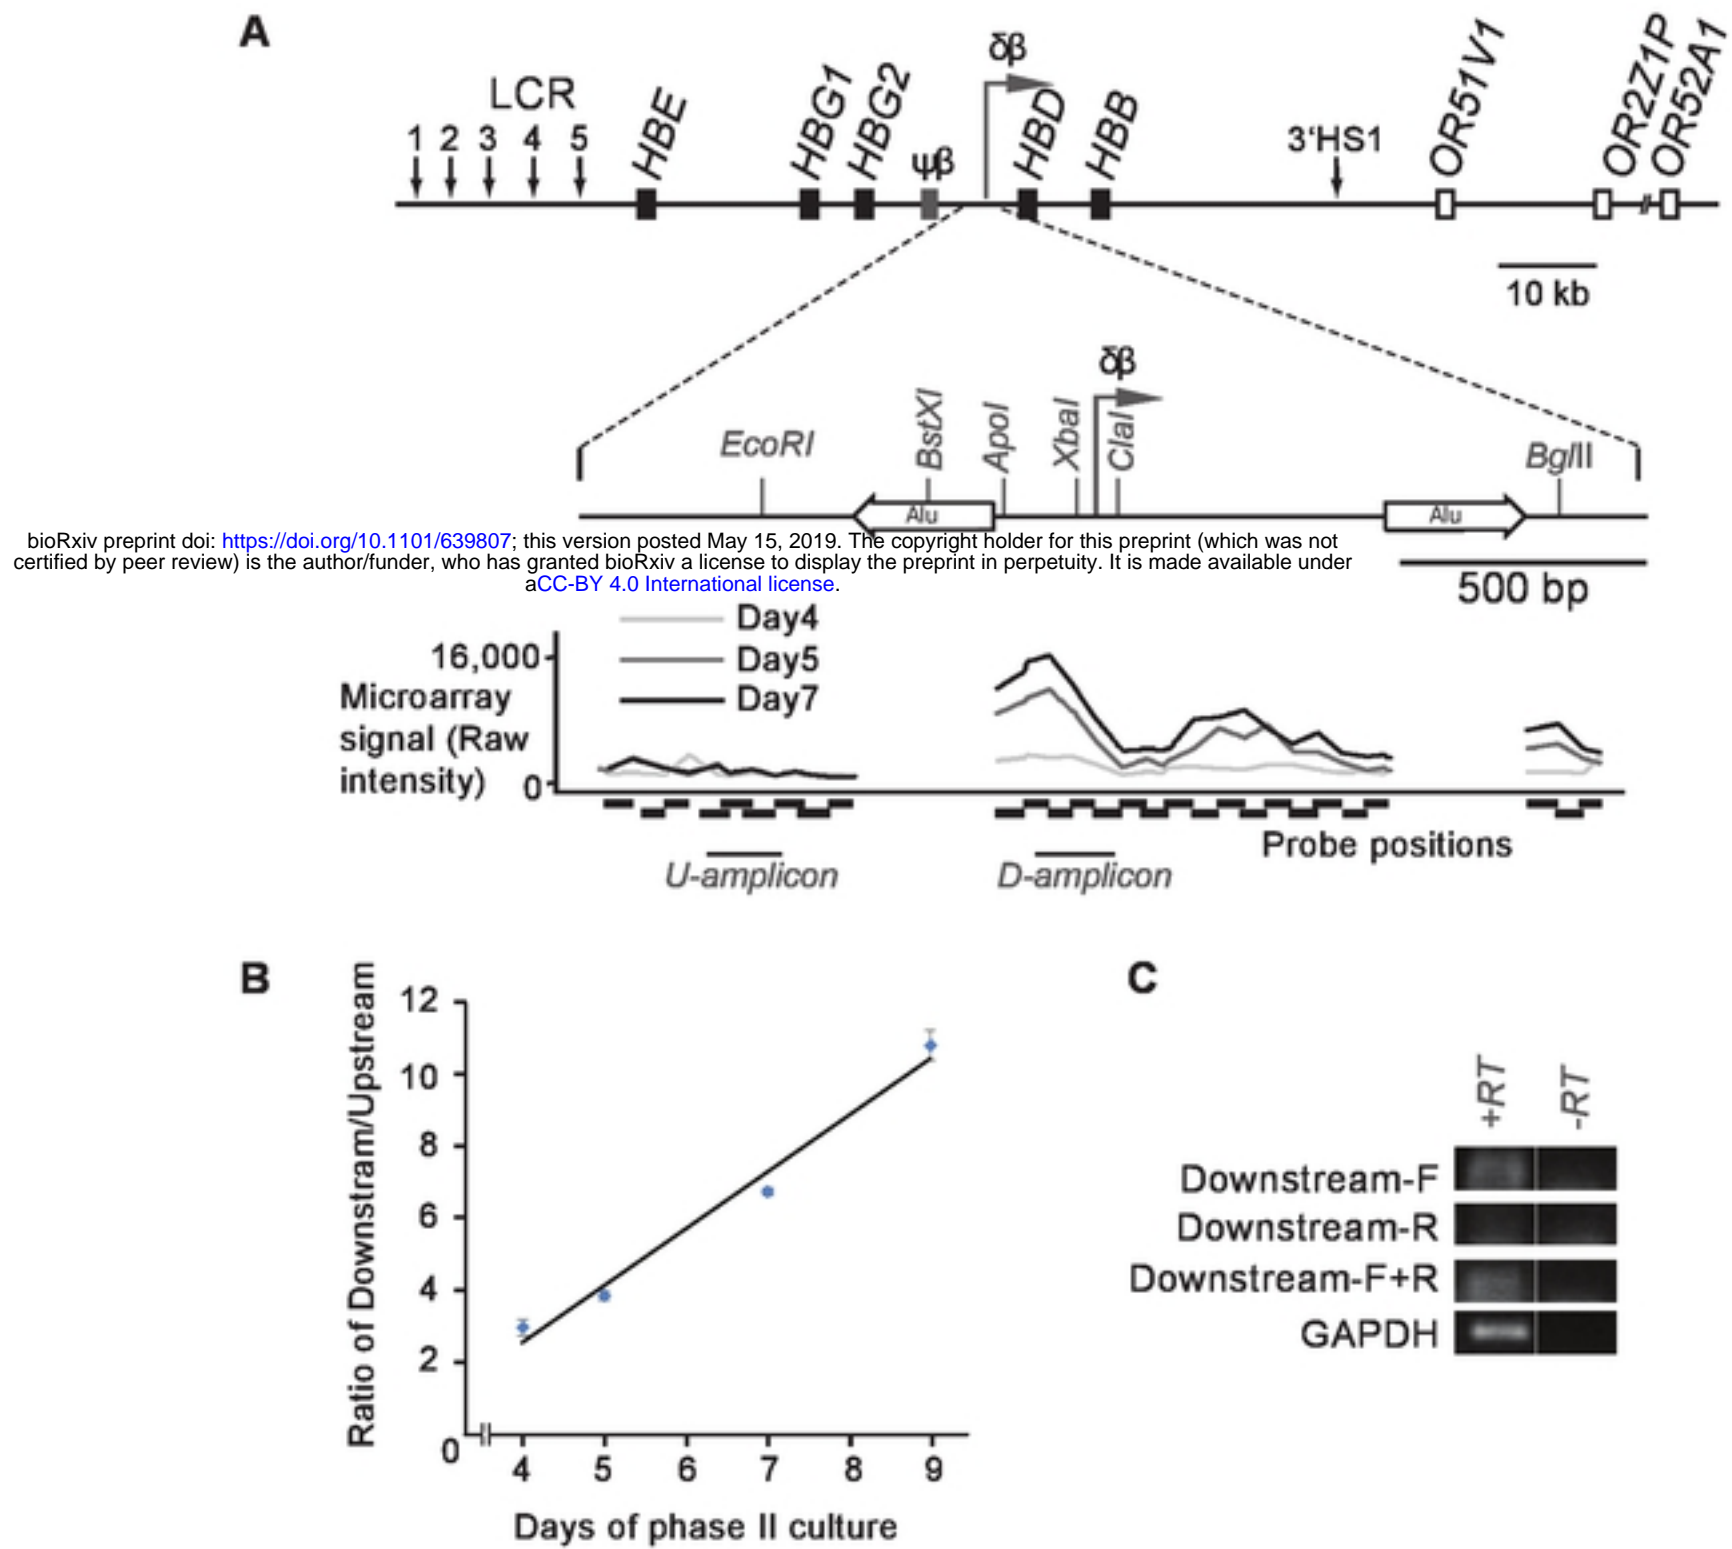 A
LCR
1 2 3 4 5
HBE
HBG1
HBG2
ψβ
δβ
HBD
HBB
3'HS1
OR51V1
OR2Z1P
OR52A1
10 kb
δβ
EcoRI
BstXI
ApoI
XbaI
ClaI
BglII
Alu
Alu
bioRxiv preprint doi: https://doi.org/10.1101/639807; this version posted May 15, 2019. The copyright holder for this preprint (which was not
certified by peer review) is the author/funder, who has granted bioRxiv a license to display the preprint in perpetuity. It is made available under
aCC-BY 4.0 International license.
500 bp
Day4
Day5
Day7
16,000
Microarray
signal (Raw
intensity)
0
Probe positions
U-amplicon
D-amplicon
B
Ratio of Downstram/Upstream
12
10
8
6
4
2
0
4 5 6 7 8 9
Days of phase II culture
C
+RT
-RT
Downstream-F
Downstream-R
Downstream-F+R
GAPDH